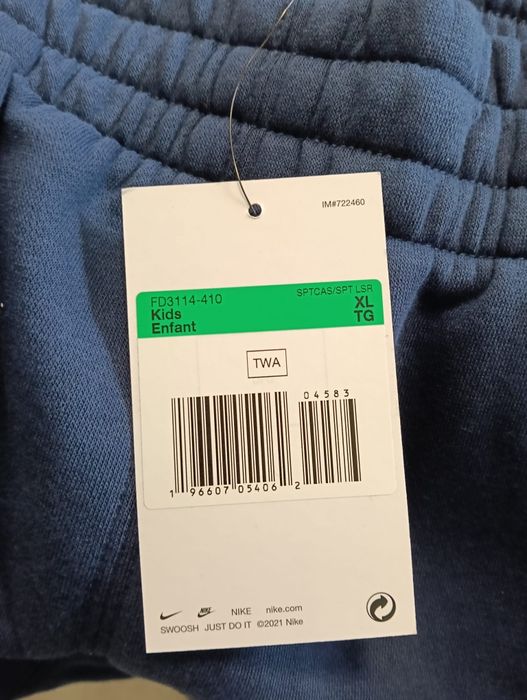 IM#722460
FD3114-410 SPTCAS/SPT LSR
Kids XL
Enfant TG
TWA
04583
1 96607 05406 2
NIKE nike.com
SWOOSH JUST DO IT ©2021 Nike